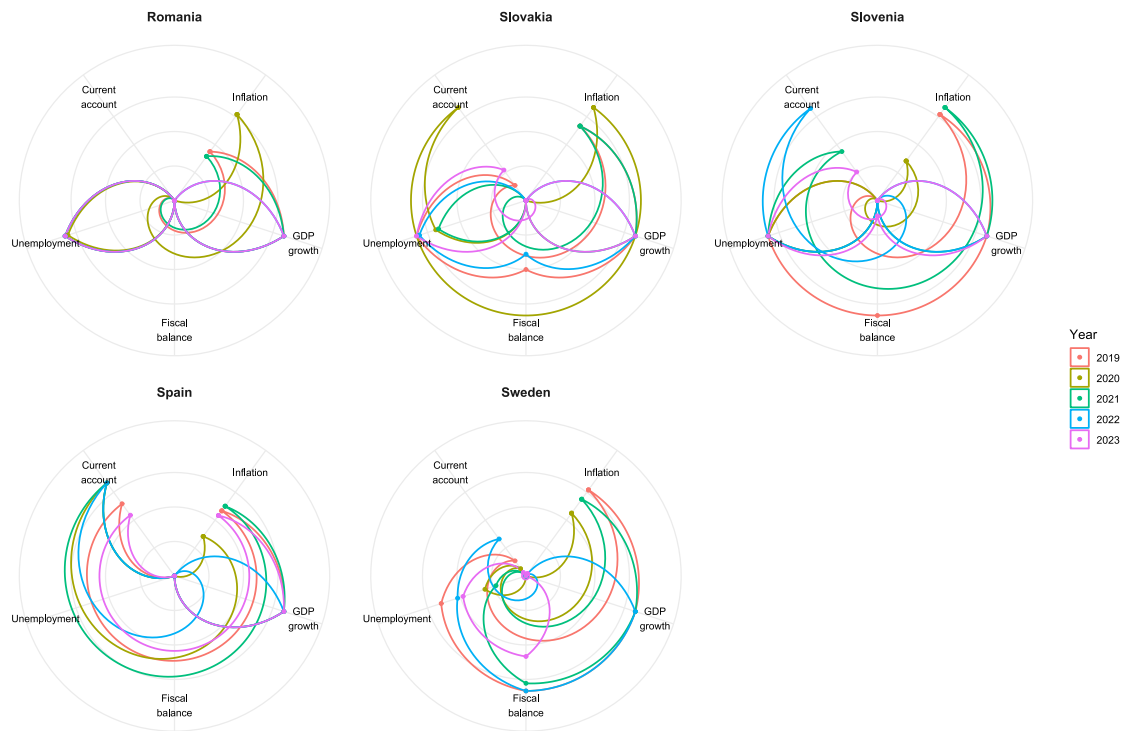 Romania
Current
account
Inflation
Unemployment
GDP
growth
Fiscal
balance
Slovakia
Current
account
Inflation
Unemployment
GDP
growth
Fiscal
balance
Slovenia
Current
account
Inflation
Unemployment
GDP
growth
Fiscal
balance
Spain
Current
account
Inflation
Unemployment
GDP
growth
Fiscal
balance
Sweden
Current
account
Inflation
Unemployment
GDP
growth
Fiscal
balance
Year
2019
2020
2021
2022
2023